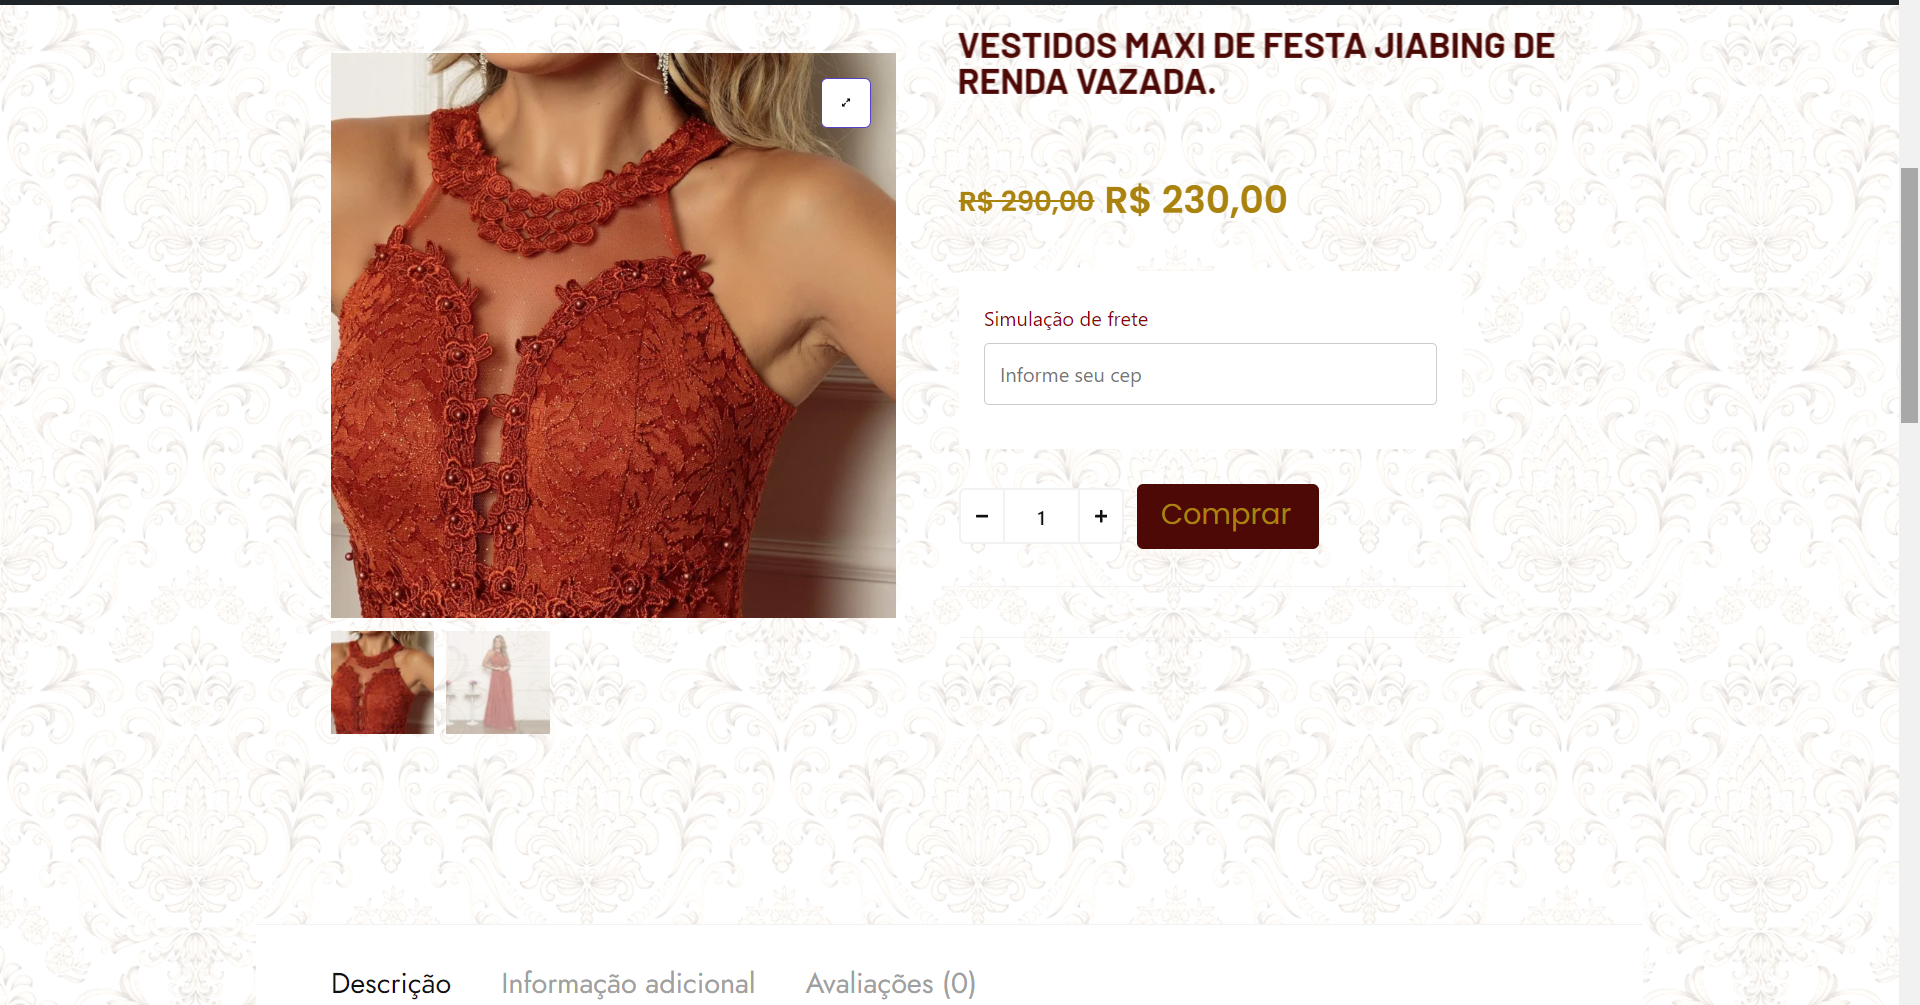 VESTIDOS MAXI DE FESTA JIABING DE
RENDA VAZADA.
R$ 290,00 R$ 230,00
Simulação de frete
Informe seu cep
− 1 + Comprar
Descrição Informação adicional Avaliações (0)